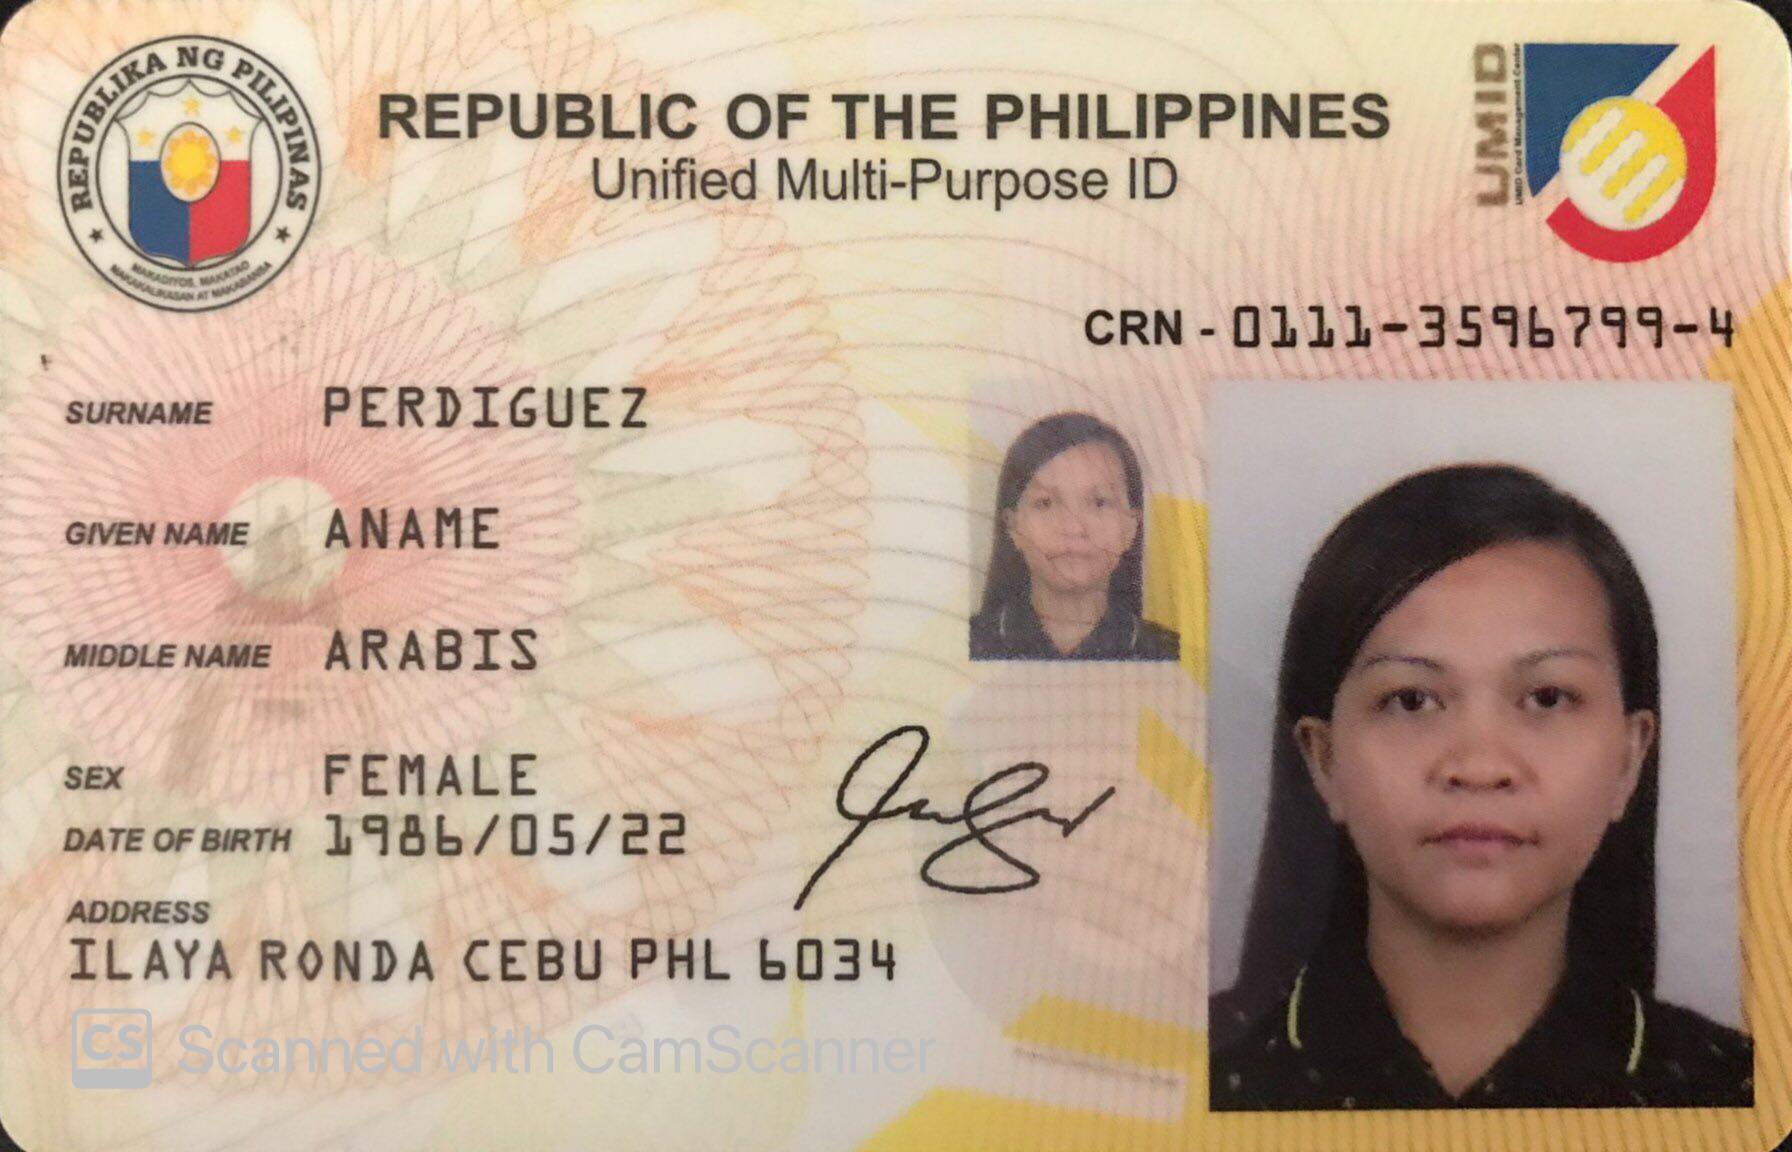 REPUBLIKA NG PILIPINAS
MAKADIYOS, MAKATAO
MAKAKALIKASAN AT MAKABANSA
REPUBLIC OF THE PHILIPPINES
Unified Multi-Purpose ID
UMID
UMID Card Management Center
CRN - 0111-3596799-4
SURNAME PERDIGUEZ
GIVEN NAME ANAME
MIDDLE NAME ARABIS
SEX FEMALE
DATE OF BIRTH 1986/05/22
ADDRESS
ILAYA RONDA CEBU PHL 6034
CS Scanned with CamScanner